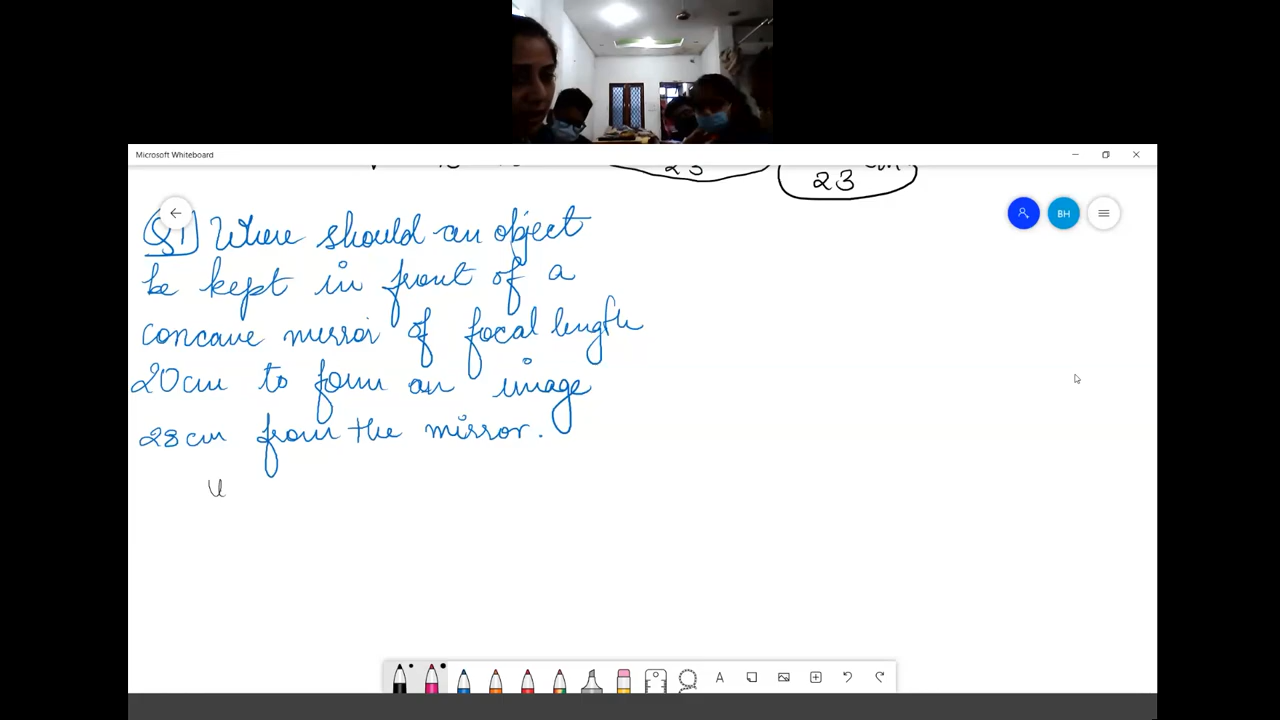 Microsoft Whiteboard
23
23 cm
BH
Q1 Where should an object
be kept in front of a
concave mirror of focal length
20cm to form an image
28cm from the mirror.
u
A